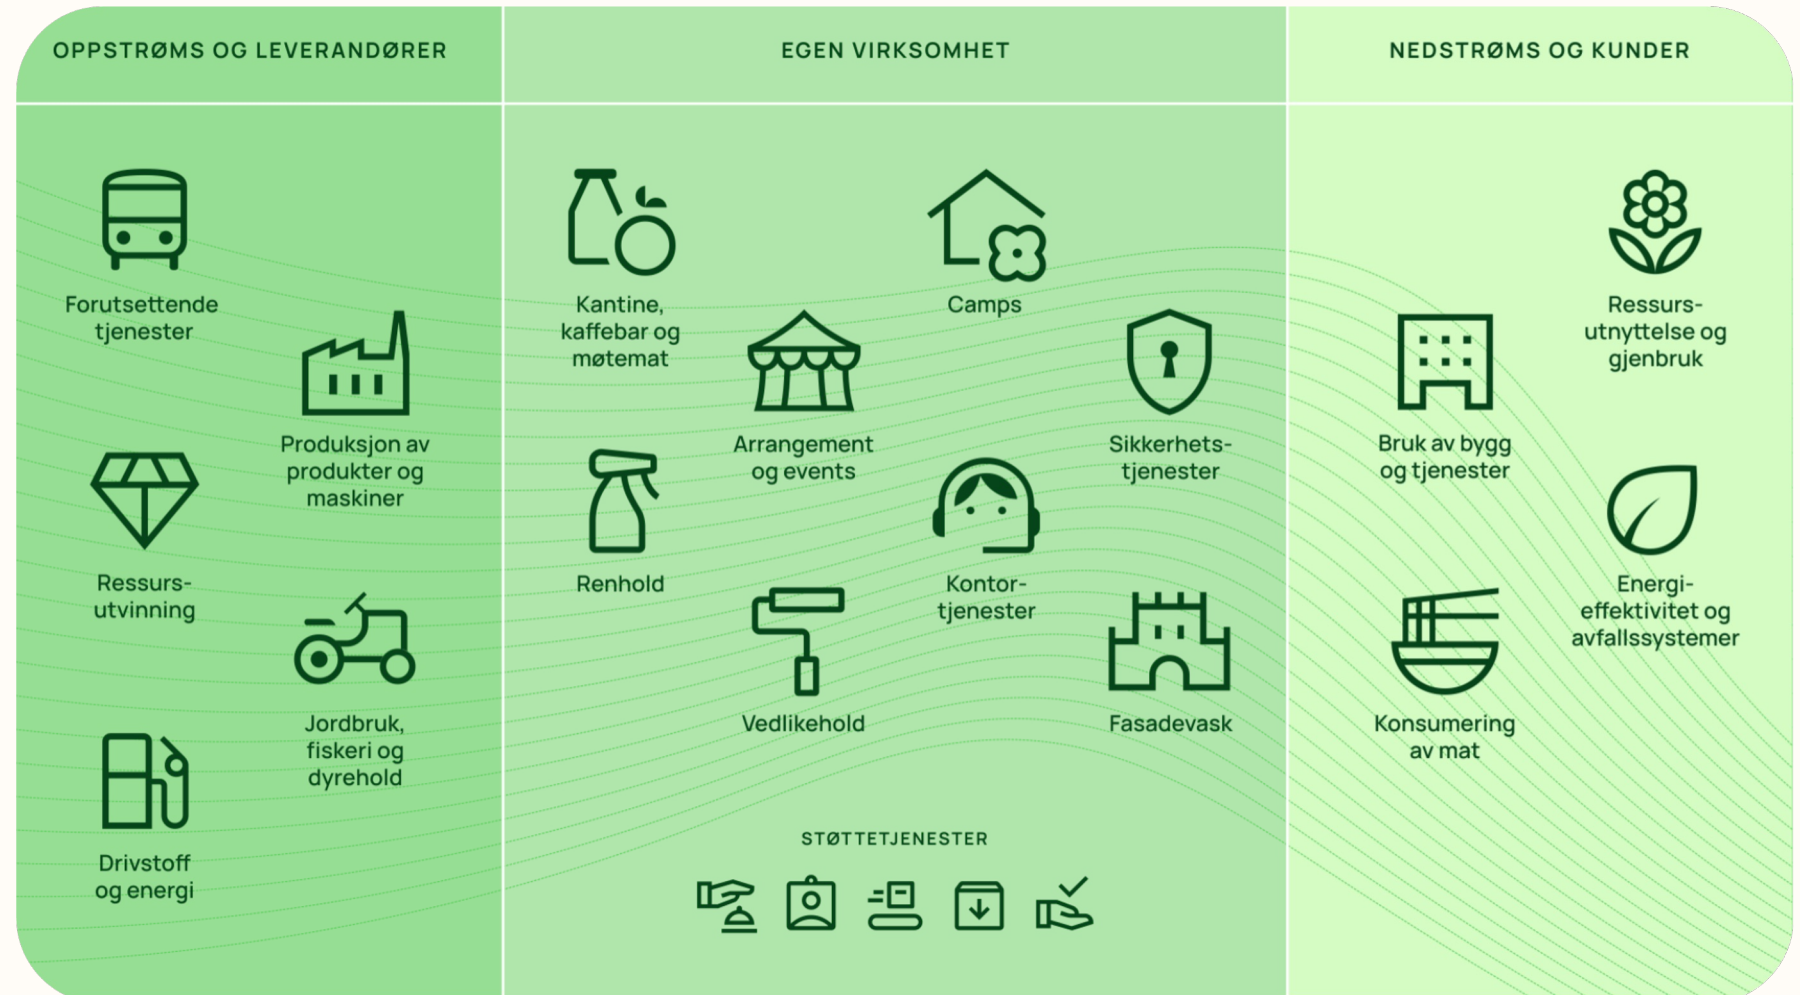 OPPSTRØMS OG LEVERANDØRER
Forutsettende
tjenester
Produksjon av
produkter og
maskiner
Ressurs-
utvinning
Jordbruk,
fiskeri og
dyrehold
Drivstoff
og energi
EGEN VIRKSOMHET
Kantine,
kaffebar og
møtemat
Camps
Arrangement
og events
Sikkerhets-
tjenester
Renhold
Kontor-
tjenester
Vedlikehold
Fasadevask
STØTTETJENESTER
NEDSTRØMS OG KUNDER
Ressurs-
utnyttelse og
gjenbruk
Bruk av bygg
og tjenester
Energi-
effektivitet og
avfallssystemer
Konsumering
av mat